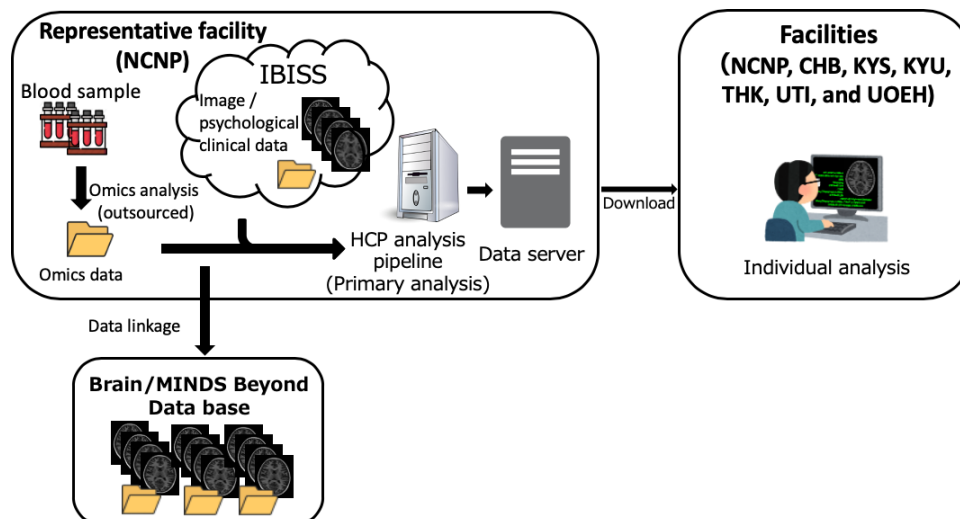 Representative facility
(NCNP)
Blood sample
Omics analysis
(outsourced)
Omics data
IBISS
Image /
psychological
clinical data
HCP analysis
pipeline
(Primary analysis)
Data server
Download
Facilities
(NCNP, CHB, KYS, KYU,
THK, UTI, and UOEH)
Individual analysis
Data linkage
Brain/MINDS Beyond
Data base